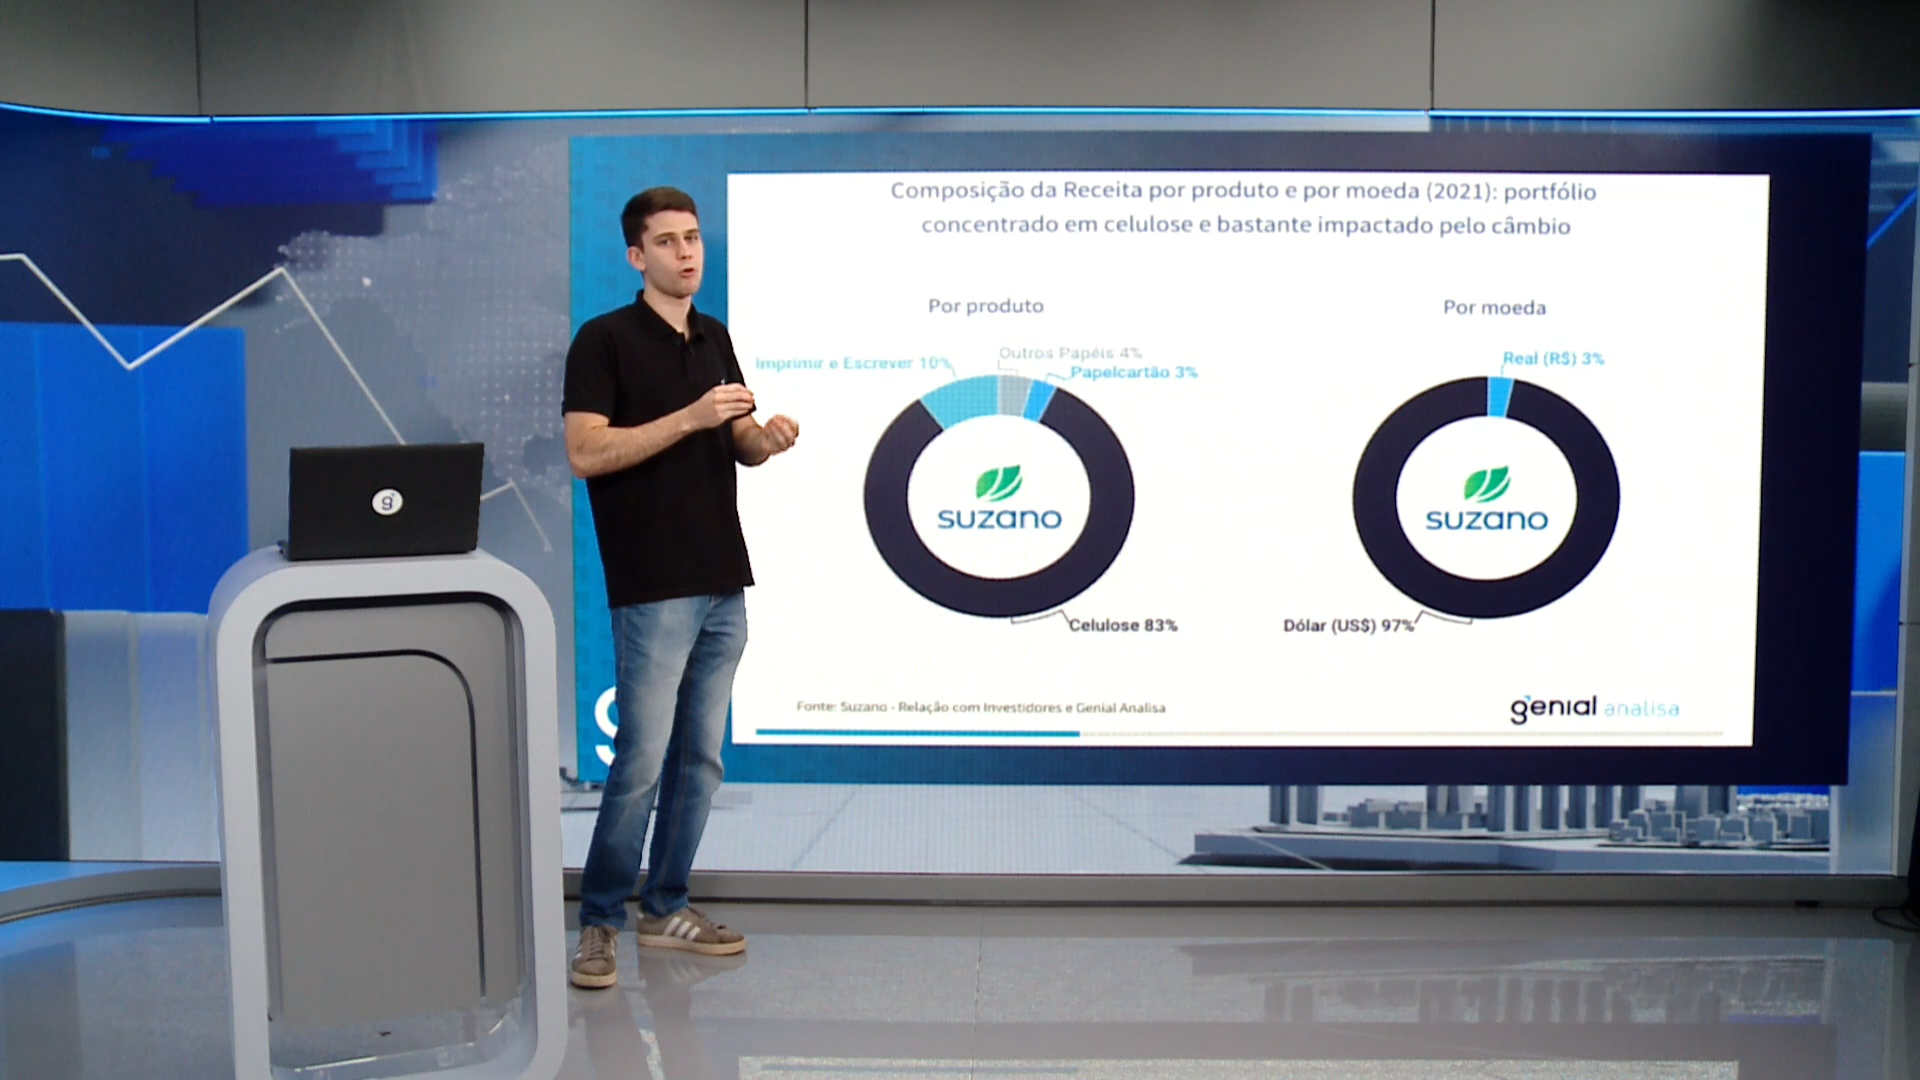 Composição da Receita por produto e por moeda (2021): portfólio
concentrado em celulose e bastante impactado pelo câmbio
Por produto
Por moeda
Imprimir e Escrever 10%
Outros Papéis 4%
Papelcartão 3%
Real (R$) 3%
suzano
suzano
Celulose 83%
Dólar (US$) 97%
Fonte: Suzano - Relação com Investidores e Genial Analisa
genial analisa
g
g